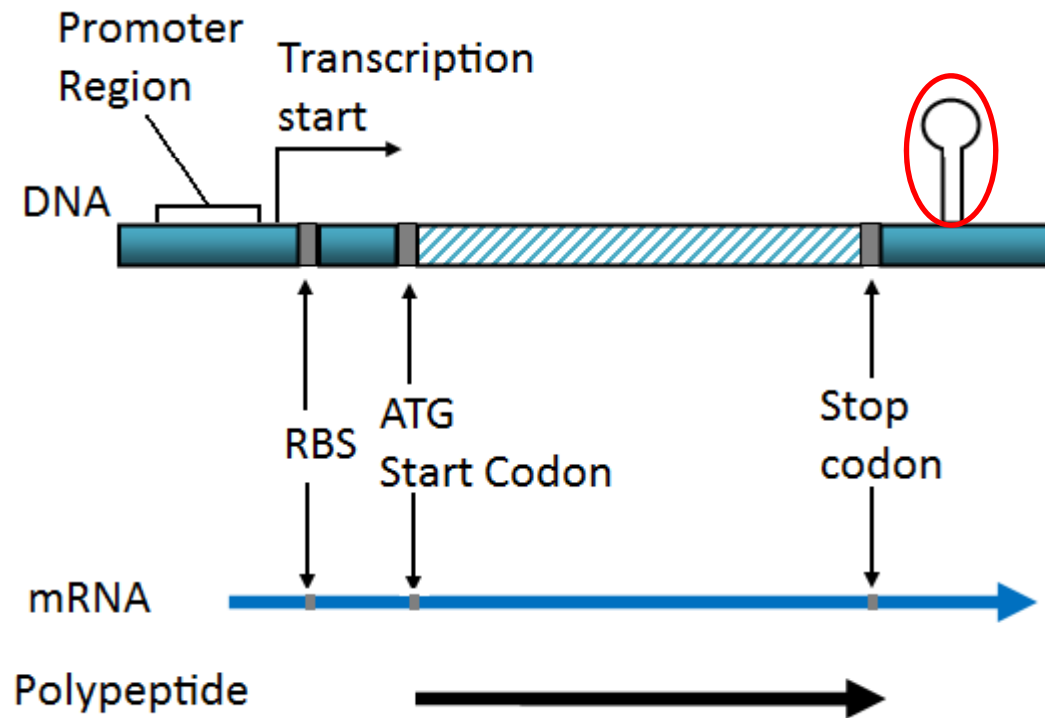 Promoter
Region
Transcription
start
DNA
RBS
ATG
Start Codon
Stop
codon
mRNA
Polypeptide